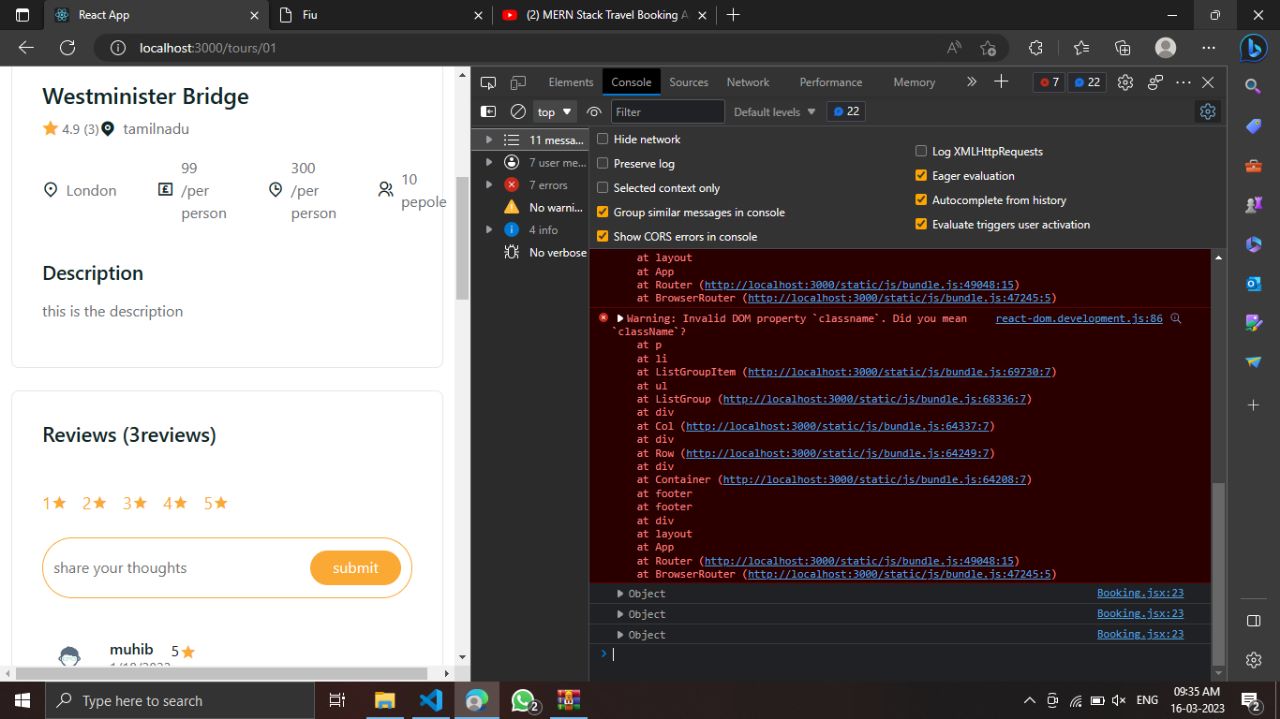 React App
Fiu
(2) MERN Stack Travel Booking A
localhost:3000/tours/01
Westminister Bridge
4.9 (3) tamilnadu
London
99 /per person
300 /per person
10 pepole
Description
this is the description
Reviews (3reviews)
1 2 3 4 5
share your thoughts
submit
muhib 5
Elements Console Sources Network Performance Memory
7 22
top
Filter
Default levels
22
11 messa...
7 user me...
7 errors
No warni...
4 info
No verbose
Hide network
Preserve log
Selected context only
Group similar messages in console
Show CORS errors in console
Log XMLHttpRequests
Eager evaluation
Autocomplete from history
Evaluate triggers user activation
at layout
at App
at Router (http://localhost:3000/static/js/bundle.js:49048:15)
at BrowserRouter (http://localhost:3000/static/js/bundle.js:47245:5)
Warning: Invalid DOM property `classname`. Did you mean react-dom.development.js:86
`className`?
at p
at li
at ListGroupItem (http://localhost:3000/static/js/bundle.js:69730:7)
at ul
at ListGroup (http://localhost:3000/static/js/bundle.js:68336:7)
at div
at Col (http://localhost:3000/static/js/bundle.js:64337:7)
at div
at Row (http://localhost:3000/static/js/bundle.js:64249:7)
at div
at Container (http://localhost:3000/static/js/bundle.js:64208:7)
at footer
at footer
at div
at layout
at App
at Router (http://localhost:3000/static/js/bundle.js:49048:15)
at BrowserRouter (http://localhost:3000/static/js/bundle.js:47245:5)
Object Booking.jsx:23
Object Booking.jsx:23
Object Booking.jsx:23
Type here to search
2
ENG
09:35 AM
16-03-2023
2